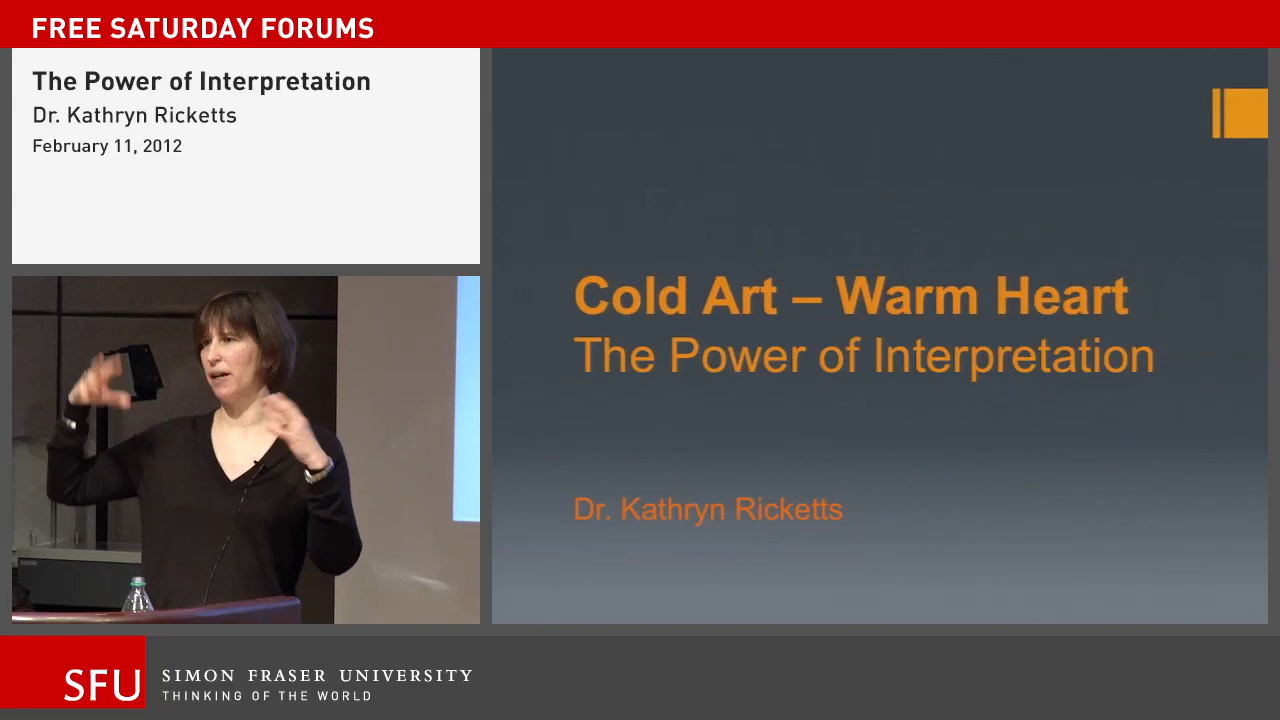 FREE SATURDAY FORUMS
The Power of Interpretation
Dr. Kathryn Ricketts
February 11, 2012
Cold Art – Warm Heart
The Power of Interpretation
Dr. Kathryn Ricketts
SFU
SIMON FRASER UNIVERSITY
THINKING OF THE WORLD